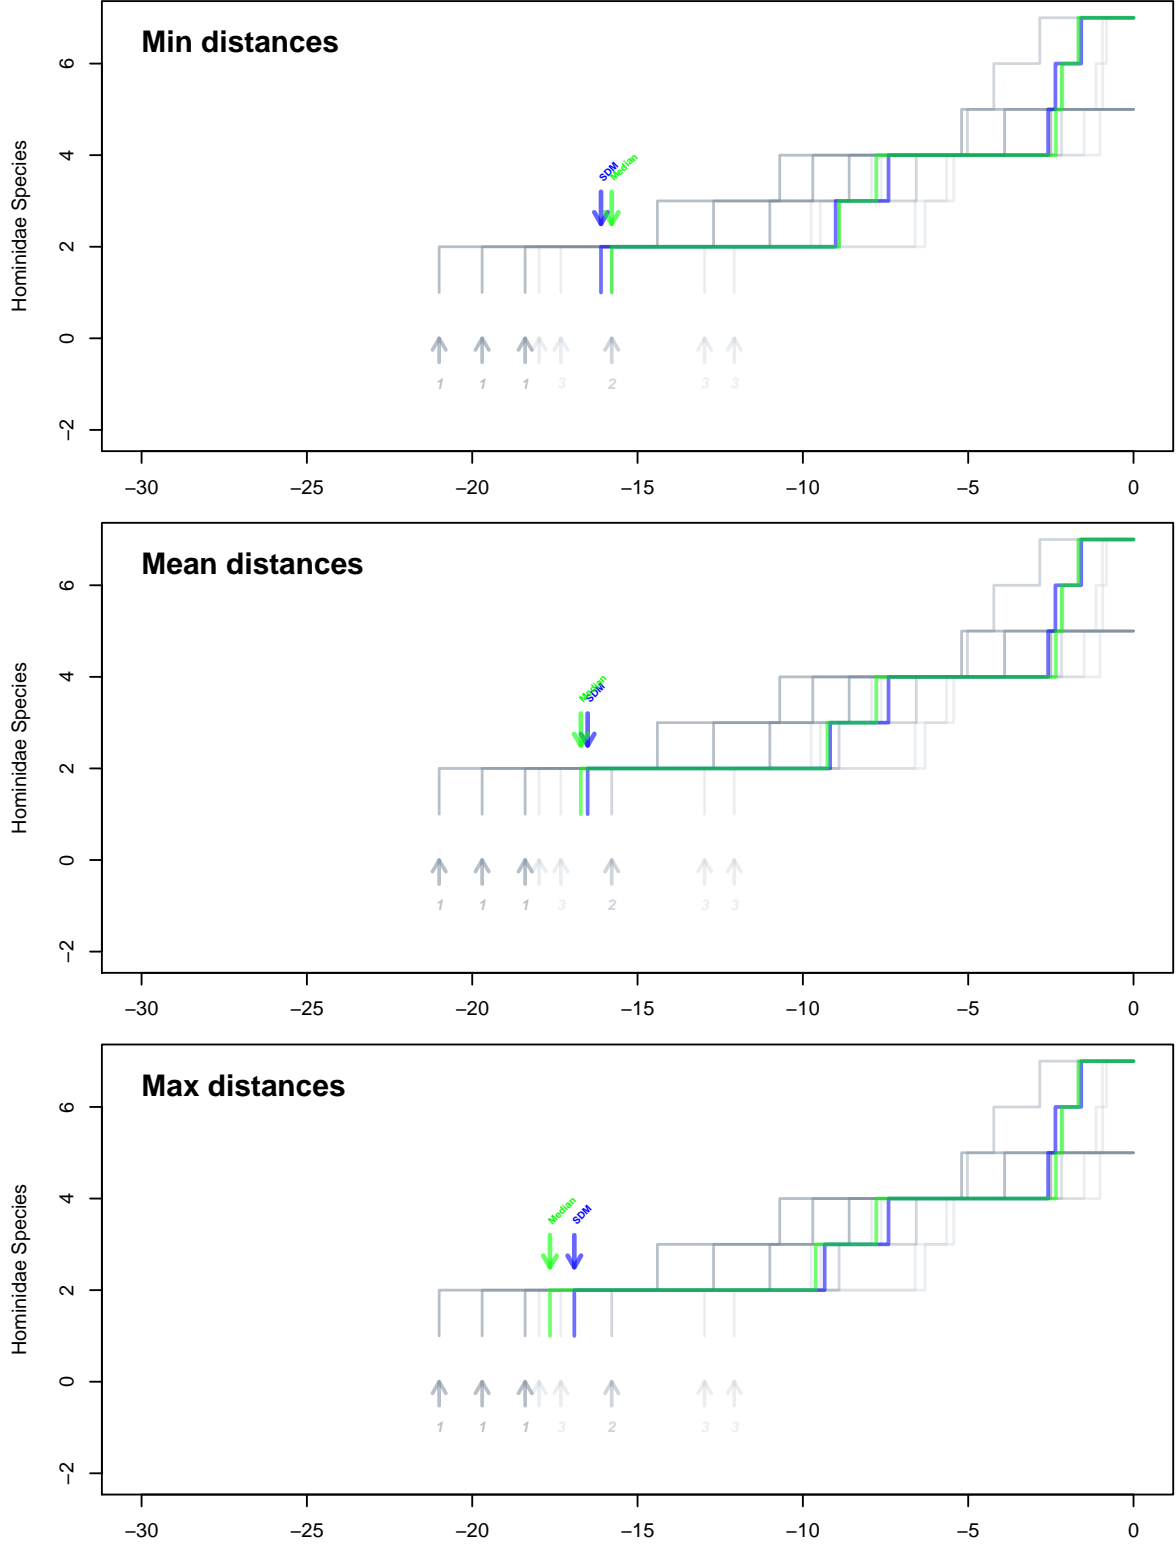 Min distances
Hominidae Species
6
4
2
0
−2
SDM
Median
1 1 1 3 2 3 3
−30 −25 −20 −15 −10 −5 0
Mean distances
Hominidae Species
6
4
2
0
−2
Median
SDM
1 1 1 3 2 3 3
−30 −25 −20 −15 −10 −5 0
Max distances
Hominidae Species
6
4
2
0
−2
Median
SDM
1 1 1 3 2 3 3
−30 −25 −20 −15 −10 −5 0